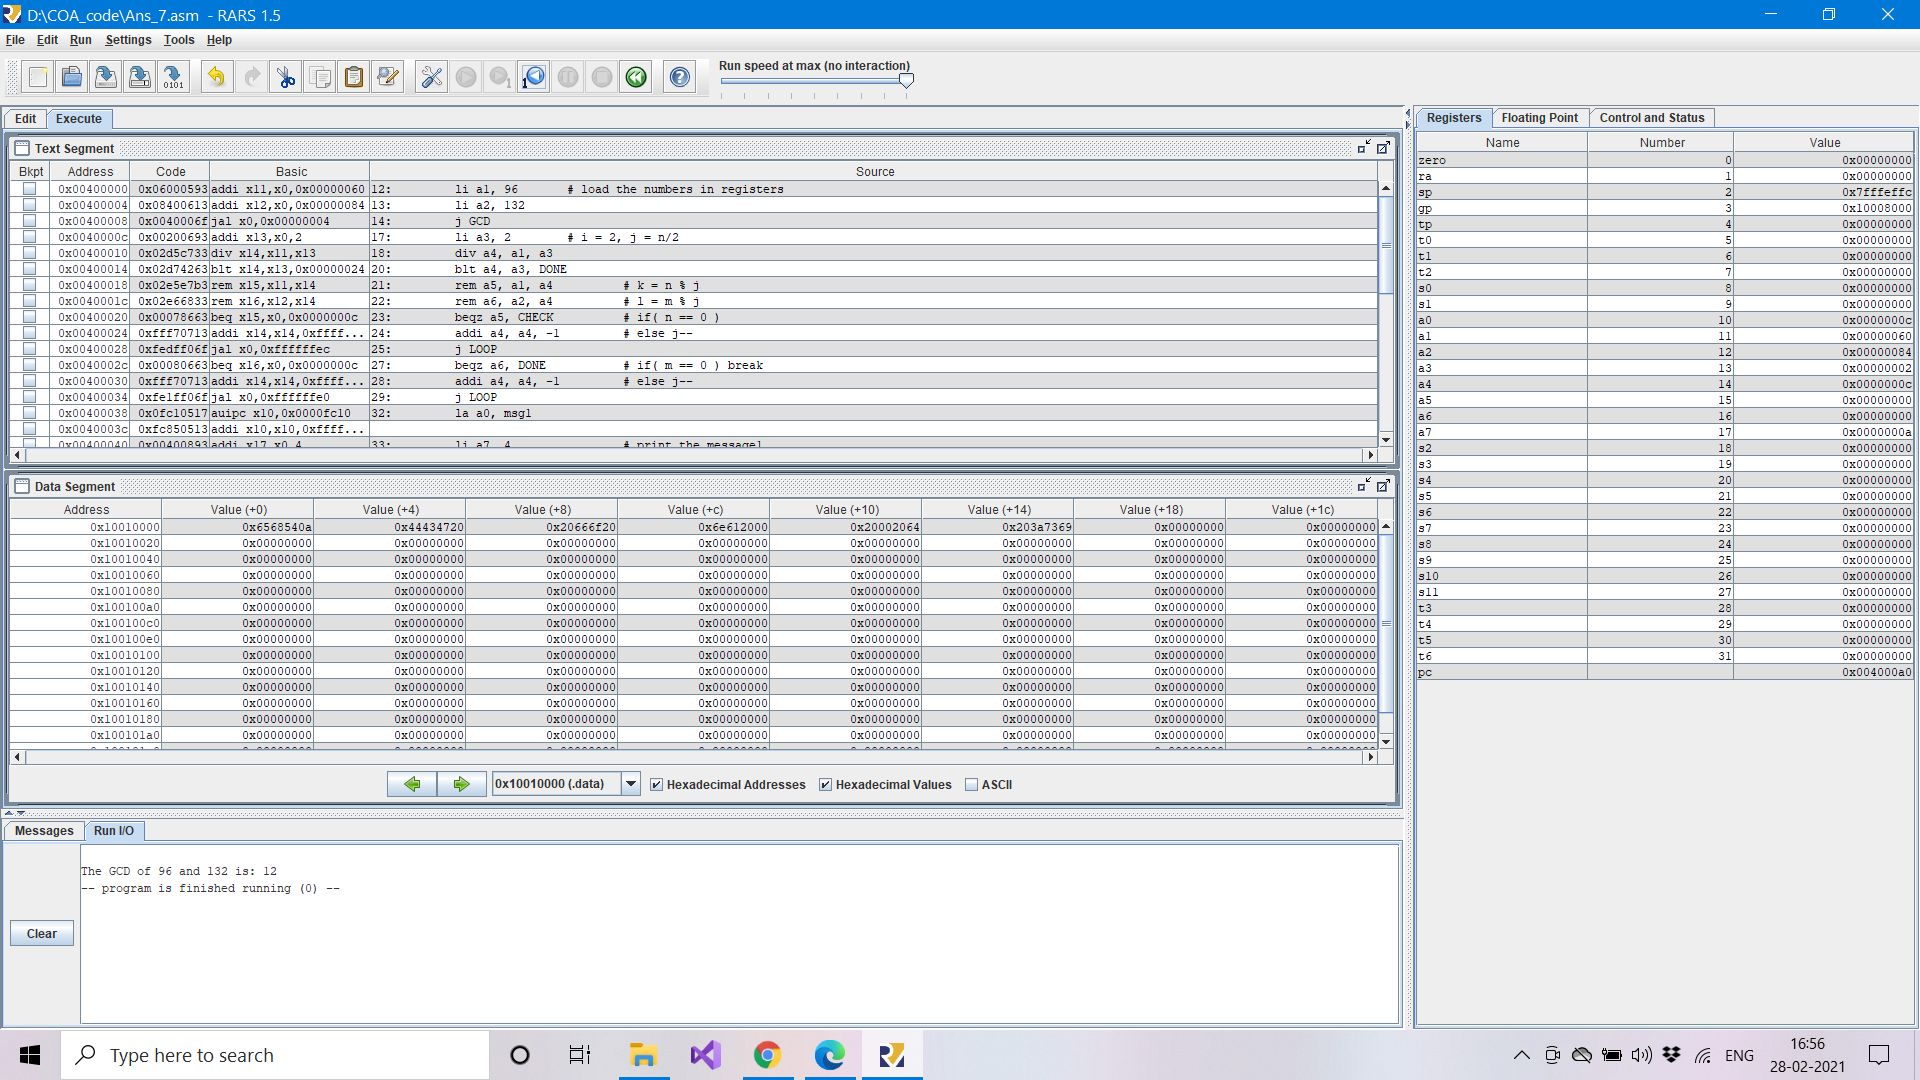 D:\COA_code\Ans_7.asm - RARS 1.5
File Edit Run Settings Tools Help
Run speed at max (no interaction)
Edit Execute
Text Segment
Bkpt Address Code Basic Source
0x00400000 0x06000593 addi x11,x0,0x00000060 12: li a1, 96 # load the numbers in registers
0x00400004 0x08400613 addi x12,x0,0x00000084 13: li a2, 132
0x00400008 0x0040006f jal x0,0x00000004 14: j GCD
0x0040000c 0x00200693 addi x13,x0,2 17: li a3, 2 # i = 2, j = n/2
0x00400010 0x02d5c733 div x14,x11,x13 18: div a4, a1, a3
0x00400014 0x02d74263 blt x14,x13,0x00000024 20: blt a4, a3, DONE
0x00400018 0x02e5e7b3 rem x15,x11,x14 21: rem a5, a1, a4 # k = n % j
0x0040001c 0x02e66833 rem x16,x12,x14 22: rem a6, a2, a4 # l = m % j
0x00400020 0x00078663 beq x15,x0,0x0000000c 23: beqz a5, CHECK # if( n == 0 )
0x00400024 0xfff70713 addi x14,x14,0xffff... 24: addi a4, a4, -1 # else j--
0x00400028 0xfedff06f jal x0,0xffffffec 25: j LOOP
0x0040002c 0x00080663 beq x16,x0,0x0000000c 27: beqz a6, DONE # if( m == 0 ) break
0x00400030 0xfff70713 addi x14,x14,0xffff... 28: addi a4, a4, -1 # else j--
0x00400034 0xfe1ff06f jal x0,0xffffffe0 29: j LOOP
0x00400038 0x0fc10517 auipc x10,0x0000fc10 32: la a0, msg1
0x0040003c 0xfc850513 addi x10,x10,0xffff...
0x00400040 0x00400893 addi x17,x0,4 33: li a7, 4 # print the message1
Data Segment
Address Value (+0) Value (+4) Value (+8) Value (+c) Value (+10) Value (+14) Value (+18) Value (+1c)
0x10010000 0x6568540a 0x44434720 0x20666f20 0x6e612000 0x20002064 0x203a7369 0x00000000 0x00000000
0x10010020 0x00000000 0x00000000 0x00000000 0x00000000 0x00000000 0x00000000 0x00000000 0x00000000
0x10010040 0x00000000 0x00000000 0x00000000 0x00000000 0x00000000 0x00000000 0x00000000 0x00000000
0x10010060 0x00000000 0x00000000 0x00000000 0x00000000 0x00000000 0x00000000 0x00000000 0x00000000
0x10010080 0x00000000 0x00000000 0x00000000 0x00000000 0x00000000 0x00000000 0x00000000 0x00000000
0x100100a0 0x00000000 0x00000000 0x00000000 0x00000000 0x00000000 0x00000000 0x00000000 0x00000000
0x100100c0 0x00000000 0x00000000 0x00000000 0x00000000 0x00000000 0x00000000 0x00000000 0x00000000
0x100100e0 0x00000000 0x00000000 0x00000000 0x00000000 0x00000000 0x00000000 0x00000000 0x00000000
0x10010100 0x00000000 0x00000000 0x00000000 0x00000000 0x00000000 0x00000000 0x00000000 0x00000000
0x10010120 0x00000000 0x00000000 0x00000000 0x00000000 0x00000000 0x00000000 0x00000000 0x00000000
0x10010140 0x00000000 0x00000000 0x00000000 0x00000000 0x00000000 0x00000000 0x00000000 0x00000000
0x10010160 0x00000000 0x00000000 0x00000000 0x00000000 0x00000000 0x00000000 0x00000000 0x00000000
0x10010180 0x00000000 0x00000000 0x00000000 0x00000000 0x00000000 0x00000000 0x00000000 0x00000000
0x100101a0 0x00000000 0x00000000 0x00000000 0x00000000 0x00000000 0x00000000 0x00000000 0x00000000
0x10010000 (.data) Hexadecimal Addresses Hexadecimal Values ASCII
Messages Run I/O
The GCD of 96 and 132 is: 12
-- program is finished running (0) --
Clear
Registers Floating Point Control and Status
Name Number Value
zero 0 0x00000000
ra 1 0x00000000
sp 2 0x7fffeffc
gp 3 0x10008000
tp 4 0x00000000
t0 5 0x00000000
t1 6 0x00000000
t2 7 0x00000000
s0 8 0x00000000
s1 9 0x00000000
a0 10 0x0000000c
a1 11 0x00000060
a2 12 0x00000084
a3 13 0x00000002
a4 14 0x0000000c
a5 15 0x00000000
a6 16 0x00000000
a7 17 0x0000000a
s2 18 0x00000000
s3 19 0x00000000
s4 20 0x00000000
s5 21 0x00000000
s6 22 0x00000000
s7 23 0x00000000
s8 24 0x00000000
s9 25 0x00000000
s10 26 0x00000000
s11 27 0x00000000
t3 28 0x00000000
t4 29 0x00000000
t5 30 0x00000000
t6 31 0x00000000
pc 0x004000a0
Type here to search
ENG
16:56
28-02-2021